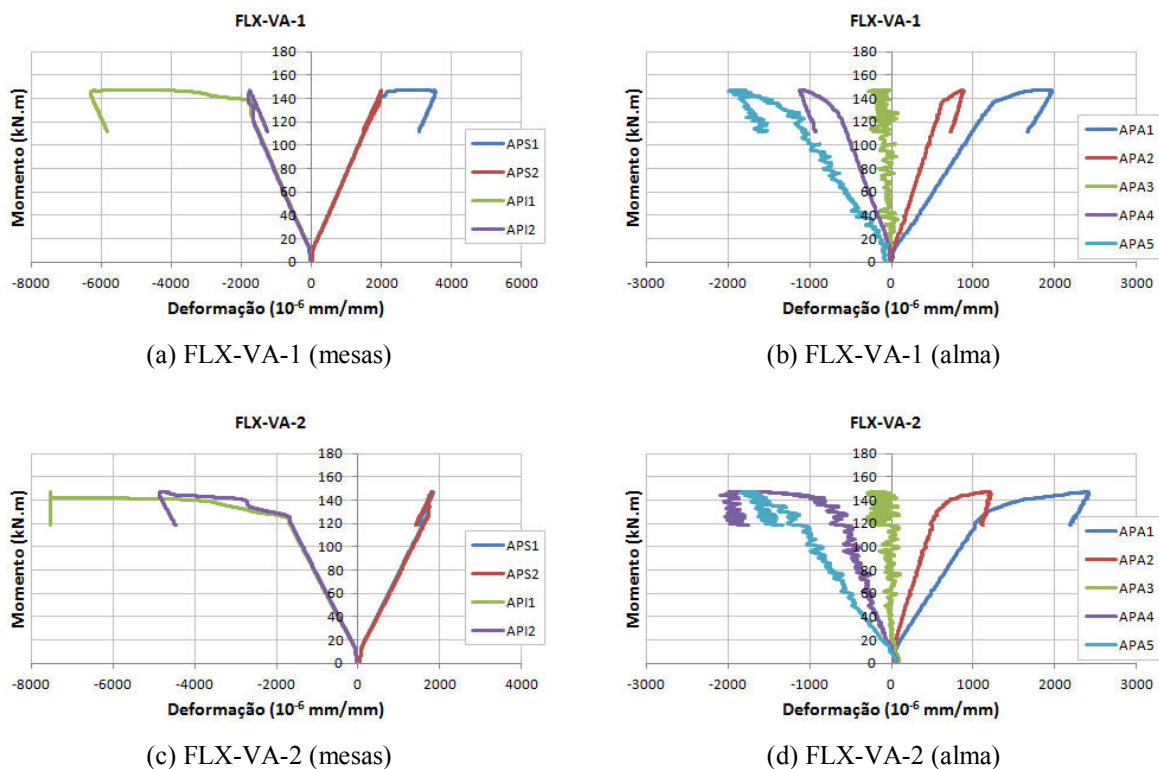 FLX-VA-1
Momento (kN.m)
180
160
140
120
100
80
60
40
20
0
-8000 -6000 -4000 -2000 0 2000 4000 6000
Deformação (10⁻⁶ mm/mm)
APS1
APS2
API1
API2
(a) FLX-VA-1 (mesas)
FLX-VA-1
Momento (kN.m)
180
160
140
120
100
80
60
40
20
0
-3000 -2000 -1000 0 1000 2000 3000
Deformação (10⁻⁶ mm/mm)
APA1
APA2
APA3
APA4
APA5
(b) FLX-VA-1 (alma)
FLX-VA-2
Momento (kN.m)
180
160
140
120
100
80
60
40
20
0
-8000 -6000 -4000 -2000 0 2000 4000
Deformação (10⁻⁶ mm/mm)
APS1
APS2
API1
API2
(c) FLX-VA-2 (mesas)
FLX-VA-2
Momento (kN.m)
180
160
140
120
100
80
60
40
20
0
-3000 -2000 -1000 0 1000 2000 3000
Deformação (10⁻⁶ mm/mm)
APA1
APA2
APA3
APA4
APA5
(d) FLX-VA-2 (alma)